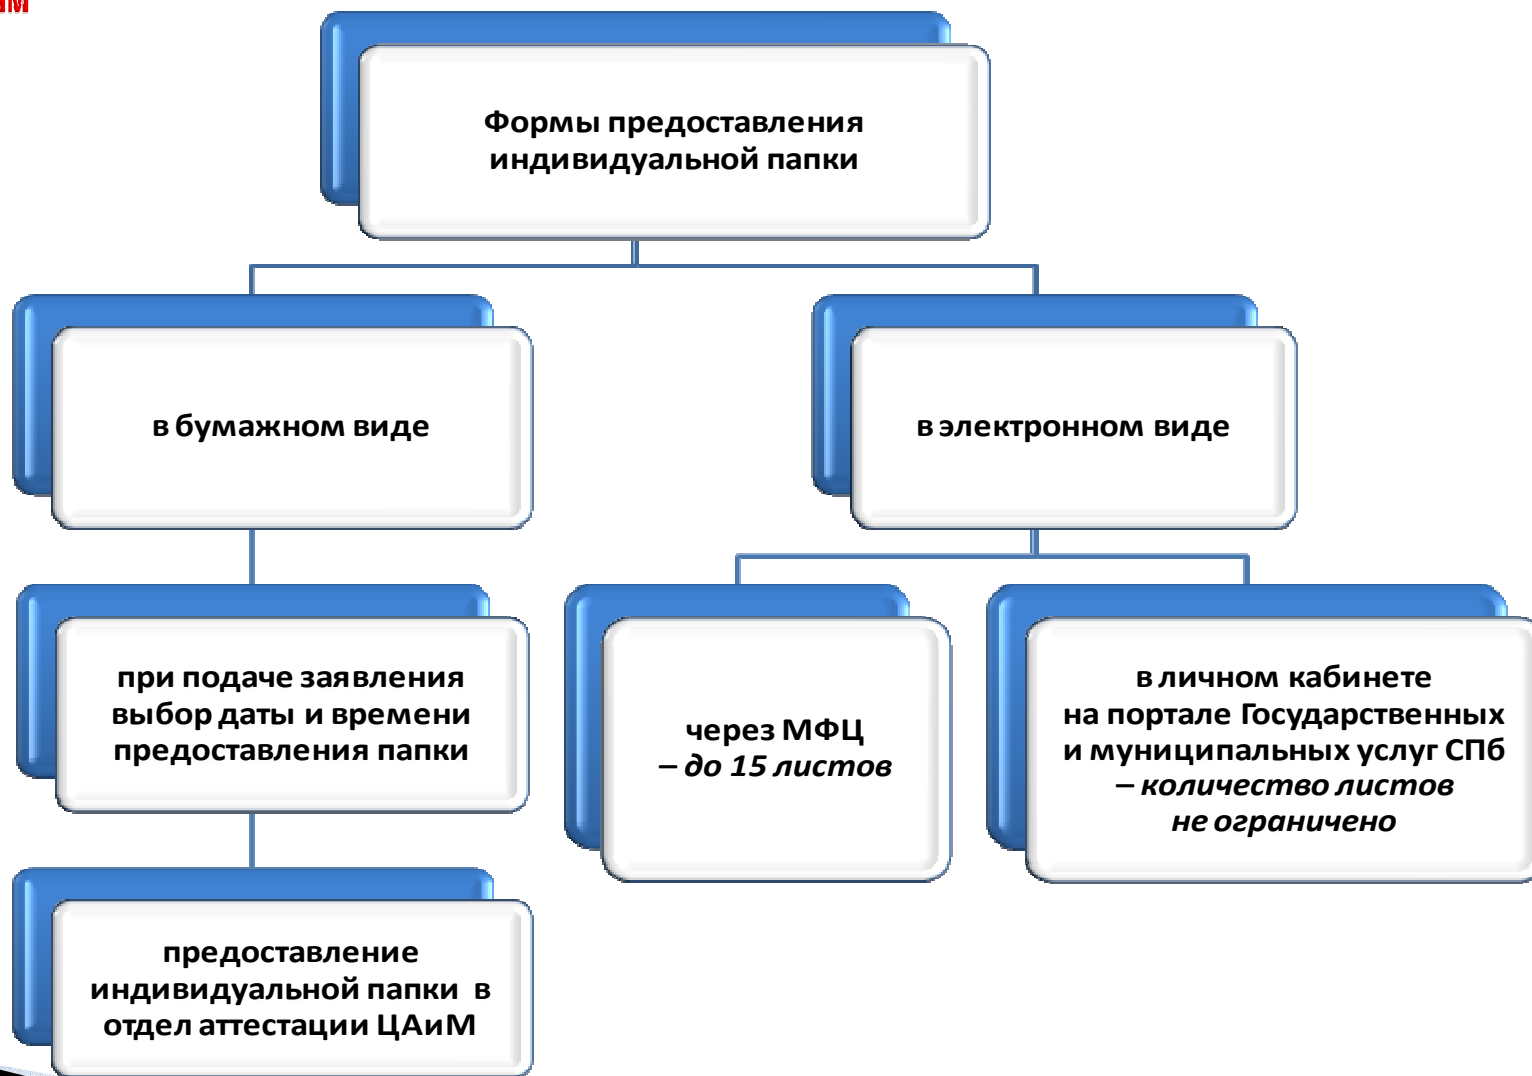 Формы предоставления
индивидуальной папки
в бумажном виде
в электронном виде
при подаче заявления
выбор даты и времени
предоставления папки
через МФЦ
– до 15 листов
в личном кабинете
на портале Государственных
и муниципальных услуг СПб
– количество листов
не ограничено
предоставление
индивидуальной папки в
отдел аттестации ЦАиМ